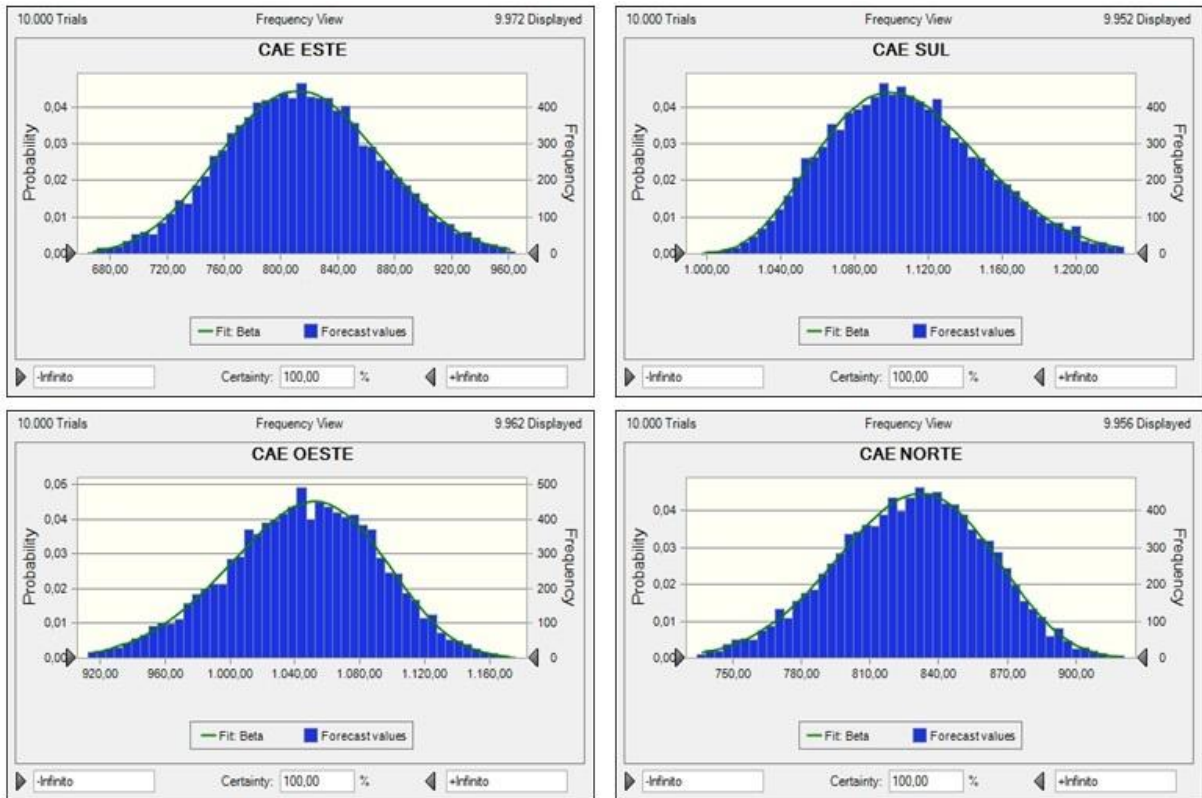 10.000 Trials Frequency View 9.972 Displayed
CAE ESTE
Probability
0,04
0,03
0,02
0,01
0,00
400
300
200
100
0
Frequency
680,00 720,00 760,00 800,00 840,00 880,00 920,00 960,00
Fit: Beta Forecast values
-Infinito Certainty: 100,00 % +Infinito
10.000 Trials Frequency View 9.952 Displayed
CAE SUL
Probability
0,04
0,03
0,02
0,01
0,00
400
300
200
100
0
Frequency
1.000,00 1.040,00 1.080,00 1.120,00 1.160,00 1.200,00
Fit: Beta Forecast values
-Infinito Certainty: 100,00 % +Infinito
10.000 Trials Frequency View 9.962 Displayed
CAE OESTE
Probability
0,05
0,04
0,03
0,02
0,01
0,00
500
400
300
200
100
0
Frequency
920,00 960,00 1.000,00 1.040,00 1.080,00 1.120,00 1.160,00
Fit: Beta Forecast values
-Infinito Certainty: 100,00 % +Infinito
10.000 Trials Frequency View 9.956 Displayed
CAE NORTE
Probability
0,04
0,03
0,02
0,01
0,00
400
300
200
100
0
Frequency
750,00 780,00 810,00 840,00 870,00 900,00
Fit: Beta Forecast values
-Infinito Certainty: 100,00 % +Infinito